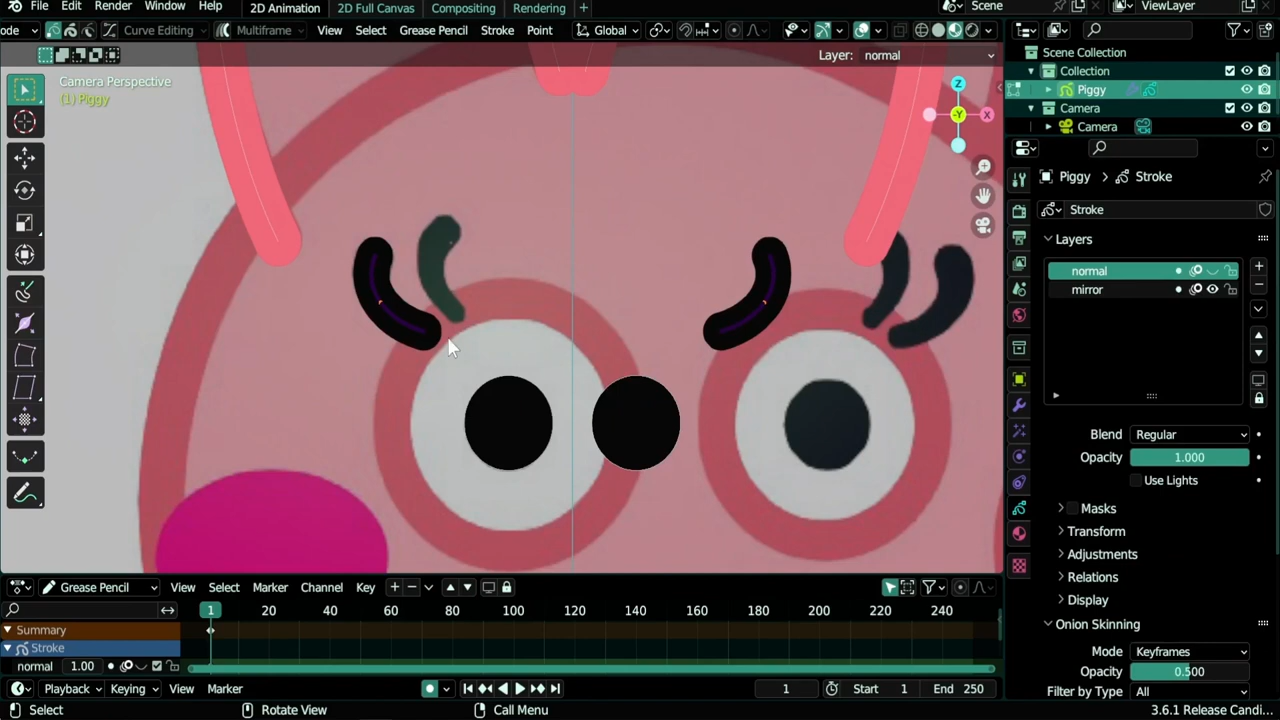 File Edit Render Window Help 2D Animation 2D Full Canvas Compositing Rendering + Scene ViewLayer
ode Curve Editing Multiframe View Select Grease Pencil Stroke Point Global
Layer: normal
Camera Perspective
(1) Piggy
Z
-Y
X
Scene Collection
Collection
Piggy
Camera
Camera
Piggy > Stroke
Stroke
Layers
normal
mirror
Blend Regular
Opacity 1.000
Use Lights
Masks
Transform
Adjustments
Relations
Display
Onion Skinning
Mode Keyframes
Opacity 0.500
Filter by Type All
Grease Pencil View Select Marker Channel Key
1 20 40 60 80 100 120 140 160 180 200 220 240
Summary
Stroke
normal 1.00
Playback Keying View Marker 1 Start 1 End 250
Select Rotate View Call Menu 3.6.1 Release Candi...